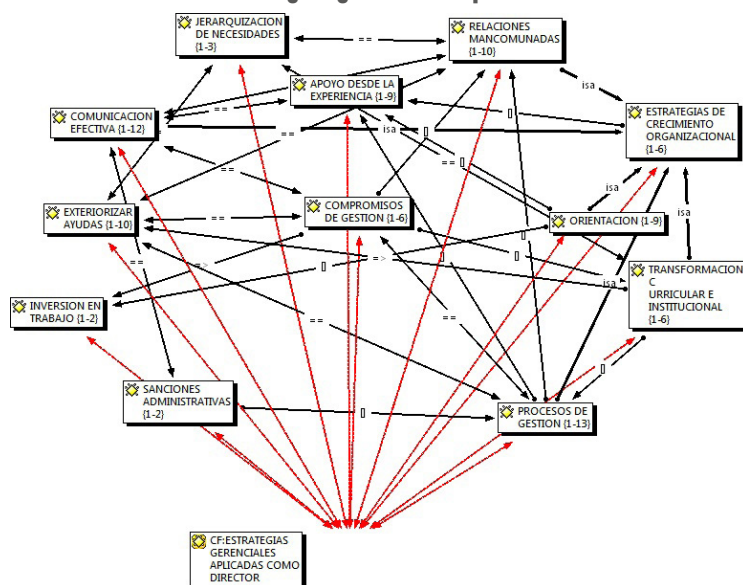 JERARQUIZACION
DE NECESIDADES
{1-3}
==
RELACIONES
MANCOMUNADAS
{1-10}
isa
APOYO DESDE LA
EXPERIENCIA {1-9}
==
COMUNICACION
EFECTIVA {1-12}
==
isa
[]
[]
ESTRATEGIAS DE
CRECIMIENTO
ORGANIZACIONAL
{1-6}
==
[]
isa
COMPROMISOS
DE GESTION {1-6}
EXTERIORIZAR
AYUDAS {1-10}
==
ORIENTACION {1-9}
isa
[]
==
=>
[]
[]
isa
TRANSFORMACION
C
URRICULAR E
INSTITUCIONAL
{1-6}
INVERSION EN
TRABAJO {1-2}
==
==
[]
SANCIONES
ADMINISTRATIVAS
{1-2}
[]
PROCESOS DE
GESTION {1-13}
CF:ESTRATEGIAS
GERENCIALES
APLICADAS COMO
DIRECTOR